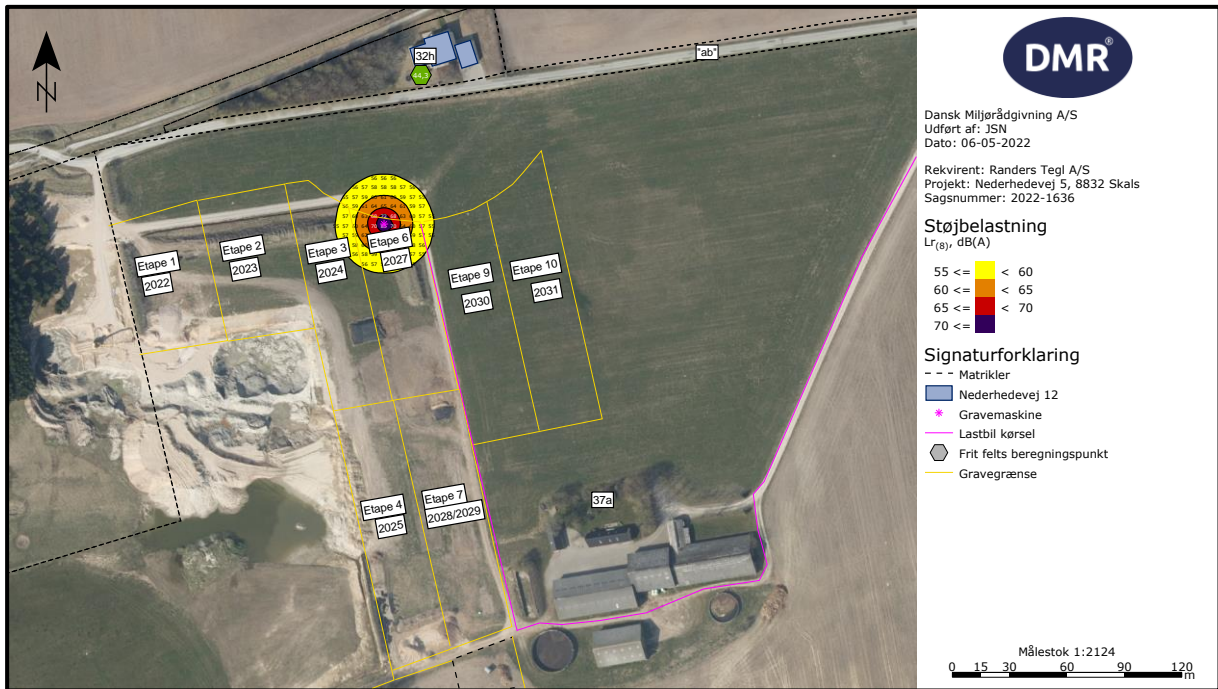 N
32h
44,3
"ab"
Etape 1
2022
Etape 2
2023
Etape 3
2024
Etape 6
2027
Etape 9
2030
Etape 10
2031
Etape 4
2025
Etape 7
2028/2029
37a
DMR®
Dansk Miljørådgivning A/S
Udført af: JSN
Dato: 06-05-2022
Rekvirent: Randers Tegl A/S
Projekt: Nederhedevej 5, 8832 Skals
Sagsnummer: 2022-1636
Støjbelastning
Lr(8), dB(A)
55 <= < 60
60 <= < 65
65 <= < 70
70 <=
Signaturforklaring
Matrikler
Nederhedevej 12
Gravemaskine
Lastbil kørsel
Frit felts beregningspunkt
Gravegrænse
Målestok 1:2124
0 15 30 60 90 120
m